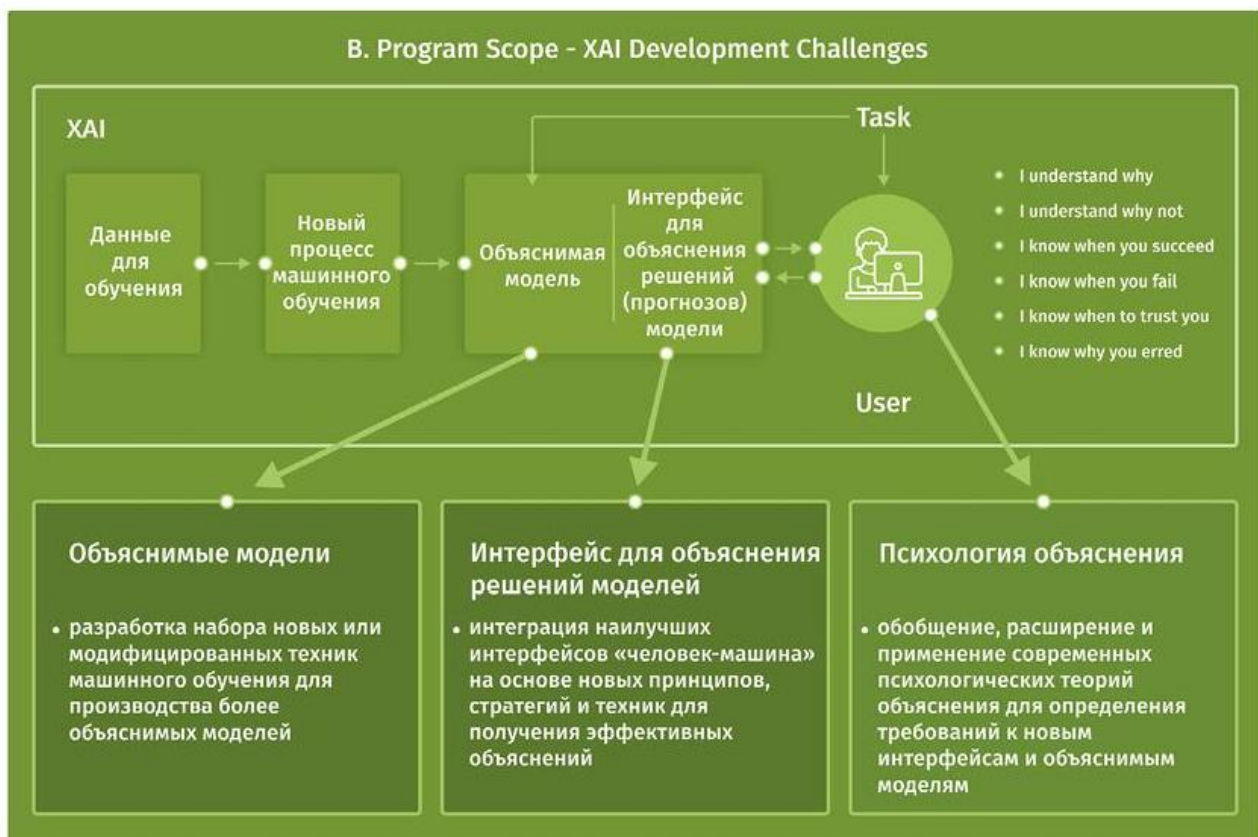 B. Program Scope - XAI Development Challenges
XAI
Task
Данные
для
обучения
Новый
процесс
машинного
обучения
Объяснимая
модель
Интерфейс
для
объяснения
решений
(прогнозов)
модели
I understand why
I understand why not
I know when you succeed
I know when you fail
I know when to trust you
I know why you erred
User
Объяснимые модели
• разработка набора новых или
модифицированных техник
машинного обучения для
производства более
объяснимых моделей
Интерфейс для объяснения
решений моделей
• интеграция наилучших
интерфейсов «человек-машина»
на основе новых принципов,
стратегий и техник для
получения эффективных
объяснений
Психология объяснения
• обобщение, расширение и
применение современных
психологических теорий
объяснения для определения
требований к новым
интерфейсам и объяснимым
моделям